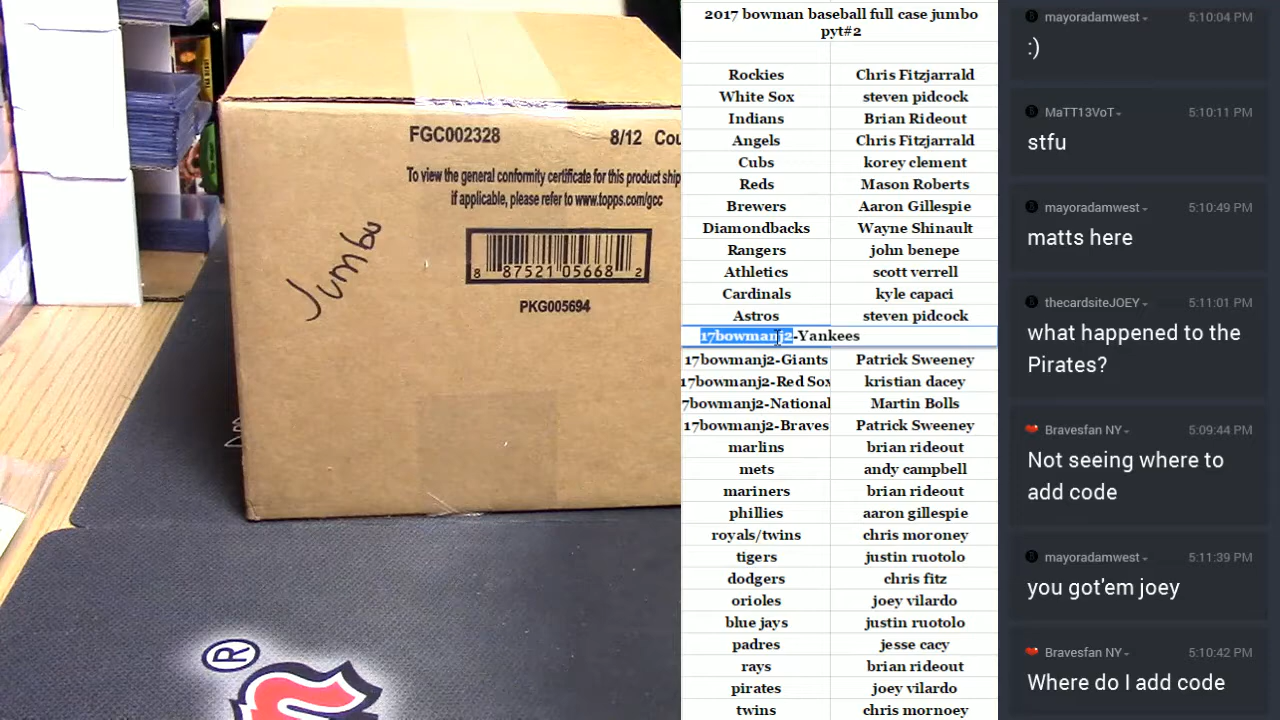 FGC002328
8/12 Cou
To view the general conformity certificate for this product ship
if applicable, please refer to www.topps.com/gcc
Jumbo
8 87521 05668 2
PKG005694
®
2017 bowman baseball full case jumbo
pyt#2
Rockies Chris Fitzjarrald
White Sox steven pidcock
Indians Brian Rideout
Angels Chris Fitzjarrald
Cubs korey clement
Reds Mason Roberts
Brewers Aaron Gillespie
Diamondbacks Wayne Shinault
Rangers john benepe
Athletics scott verrell
Cardinals kyle capaci
Astros steven pidcock
17bowmanj2-Yankees
17bowmanj2-Giants Patrick Sweeney
17bowmanj2-Red Sox kristian dacey
7bowmanj2-National Martin Bolls
17bowmanj2-Braves Patrick Sweeney
marlins brian rideout
mets andy campbell
mariners brian rideout
phillies aaron gillespie
royals/twins chris moroney
tigers justin ruotolo
dodgers chris fitz
orioles joey vilardo
blue jays justin ruotolo
padres jesse cacy
rays brian rideout
pirates joey vilardo
twins chris mornoey
mayoradamwest 5:10:04 PM
:)
MaTT13VoT 5:10:11 PM
stfu
mayoradamwest 5:10:49 PM
matts here
thecardsiteJOEY 5:11:01 PM
what happened to the
Pirates?
Bravesfan NY 5:09:44 PM
Not seeing where to
add code
mayoradamwest 5:11:39 PM
you got'em joey
Bravesfan NY 5:10:42 PM
Where do I add code